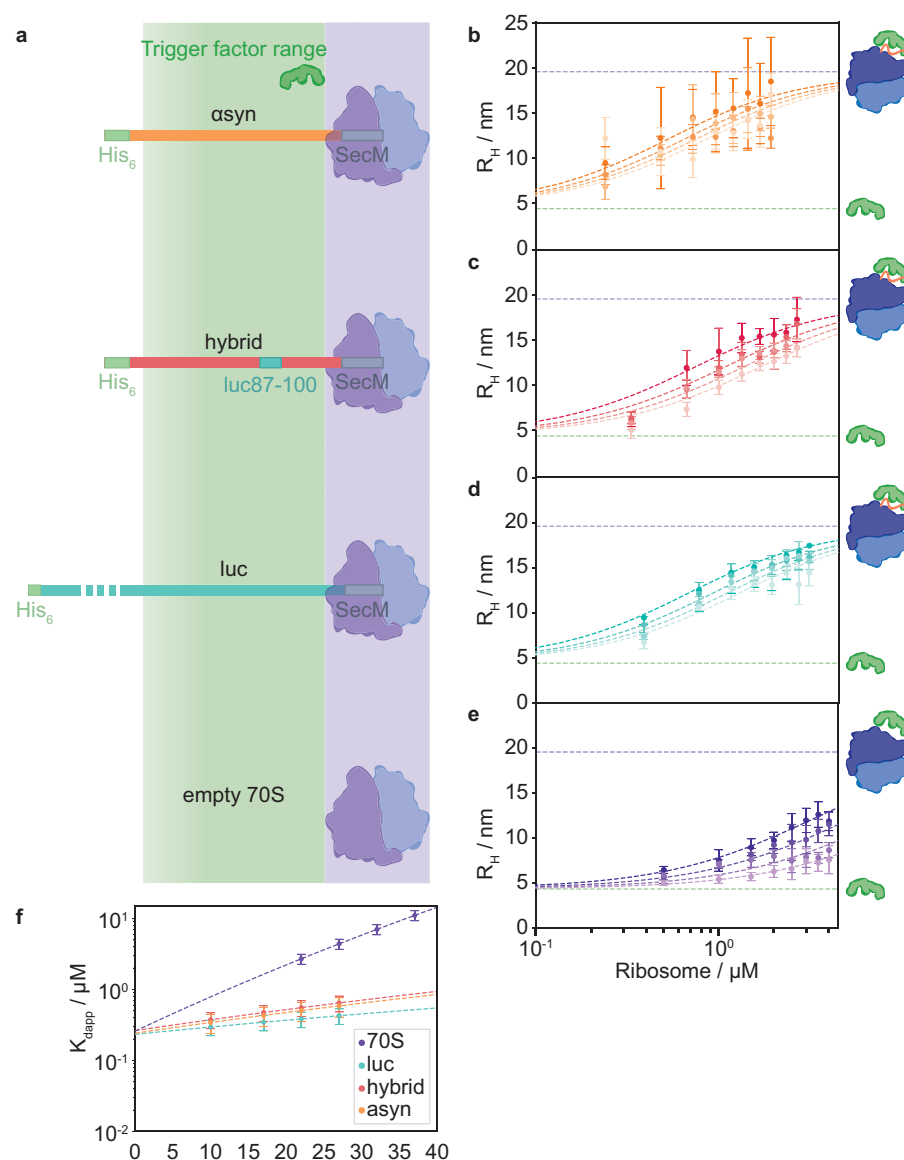 a
Trigger factor range
αsyn
His6
SecM
hybrid
His6
luc87-100
SecM
luc
His6
SecM
empty 70S
b
25
20
15
10
5
0
RH / nm
c
20
15
10
5
0
RH / nm
d
20
15
10
5
0
RH / nm
e
20
15
10
5
0
RH / nm
10-1
100
Ribosome / µM
f
101
100
10-1
10-2
Kdapp / µM
70S
luc
hybrid
asyn
0 5 10 15 20 25 30 35 40